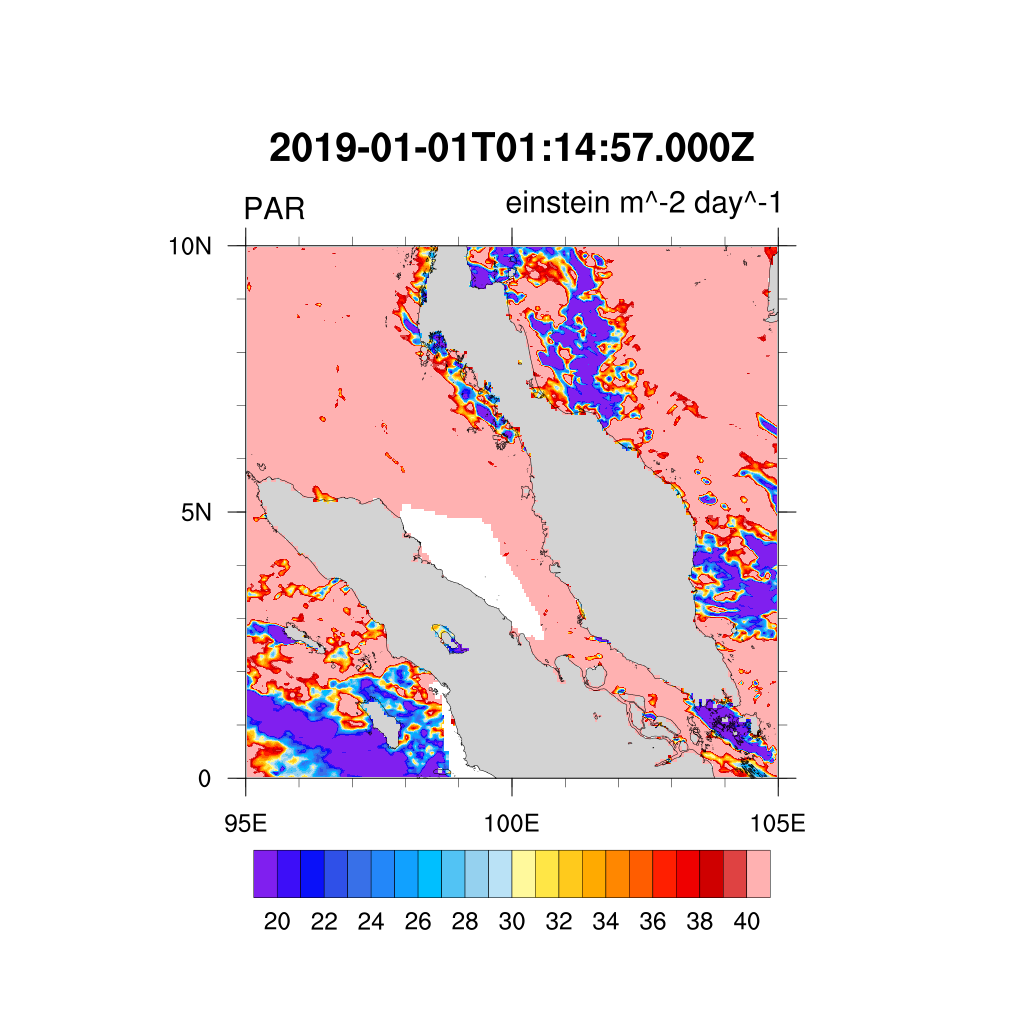 2019-01-01T01:14:57.000Z
PAR einstein m^-2 day^-1
10N
5N
0
95E 100E 105E
20 22 24 26 28 30 32 34 36 38 40